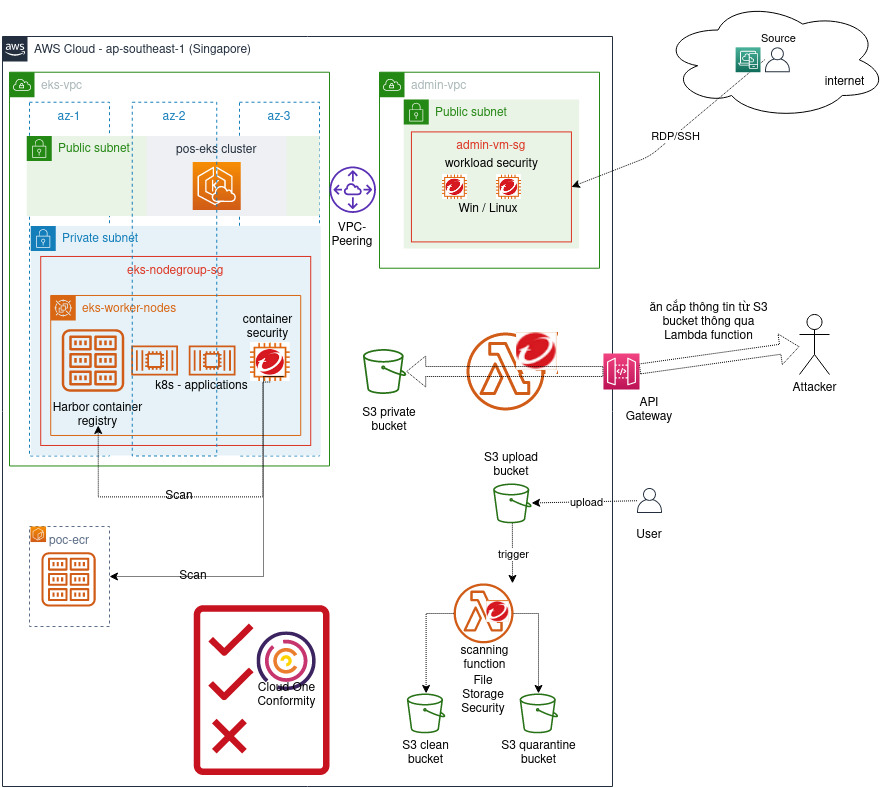 aws
AWS Cloud - ap-southeast-1 (Singapore)
Source
internet
RDP/SSH
eks-vpc
az-1
az-2
az-3
Public subnet
pos-eks cluster
VPC-
Peering
admin-vpc
Public subnet
admin-vm-sg
workload security
Win / Linux
Private subnet
eks-nodegroup-sg
eks-worker-nodes
container
security
k8s - applications
Harbor container
registry
Scan
poc-ecr
Scan
S3 private
bucket
API
Gateway
ăn cắp thông tin từ S3
bucket thông qua
Lambda function
Attacker
S3 upload
bucket
upload
User
trigger
scanning
function
File
Storage
Security
S3 clean
bucket
S3 quarantine
bucket
Cloud One
Conformity